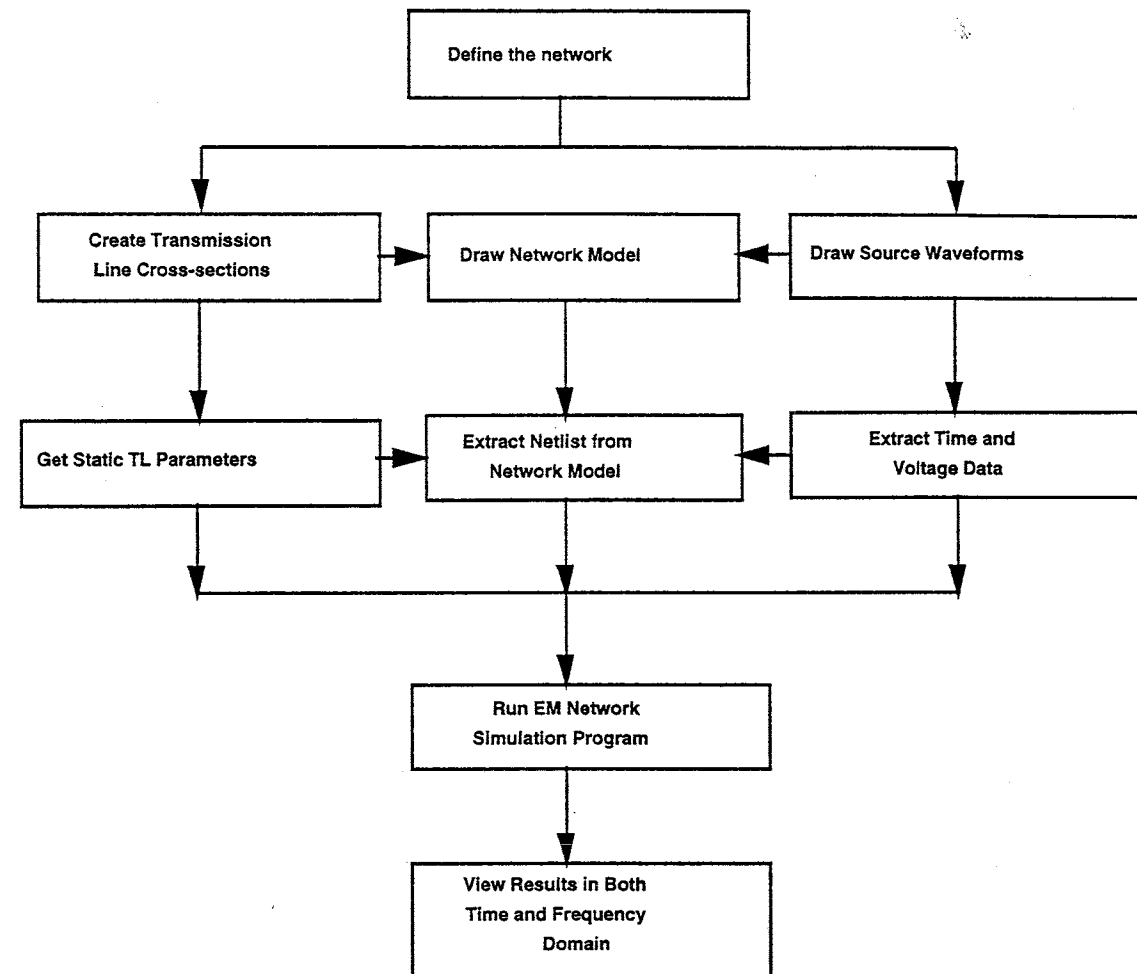 Define the network
Create Transmission
Line Cross-sections
Draw Network Model
Draw Source Waveforms
Get Static TL Parameters
Extract Netlist from
Network Model
Extract Time and
Voltage Data
Run EM Network
Simulation Program
View Results in Both
Time and Frequency
Domain